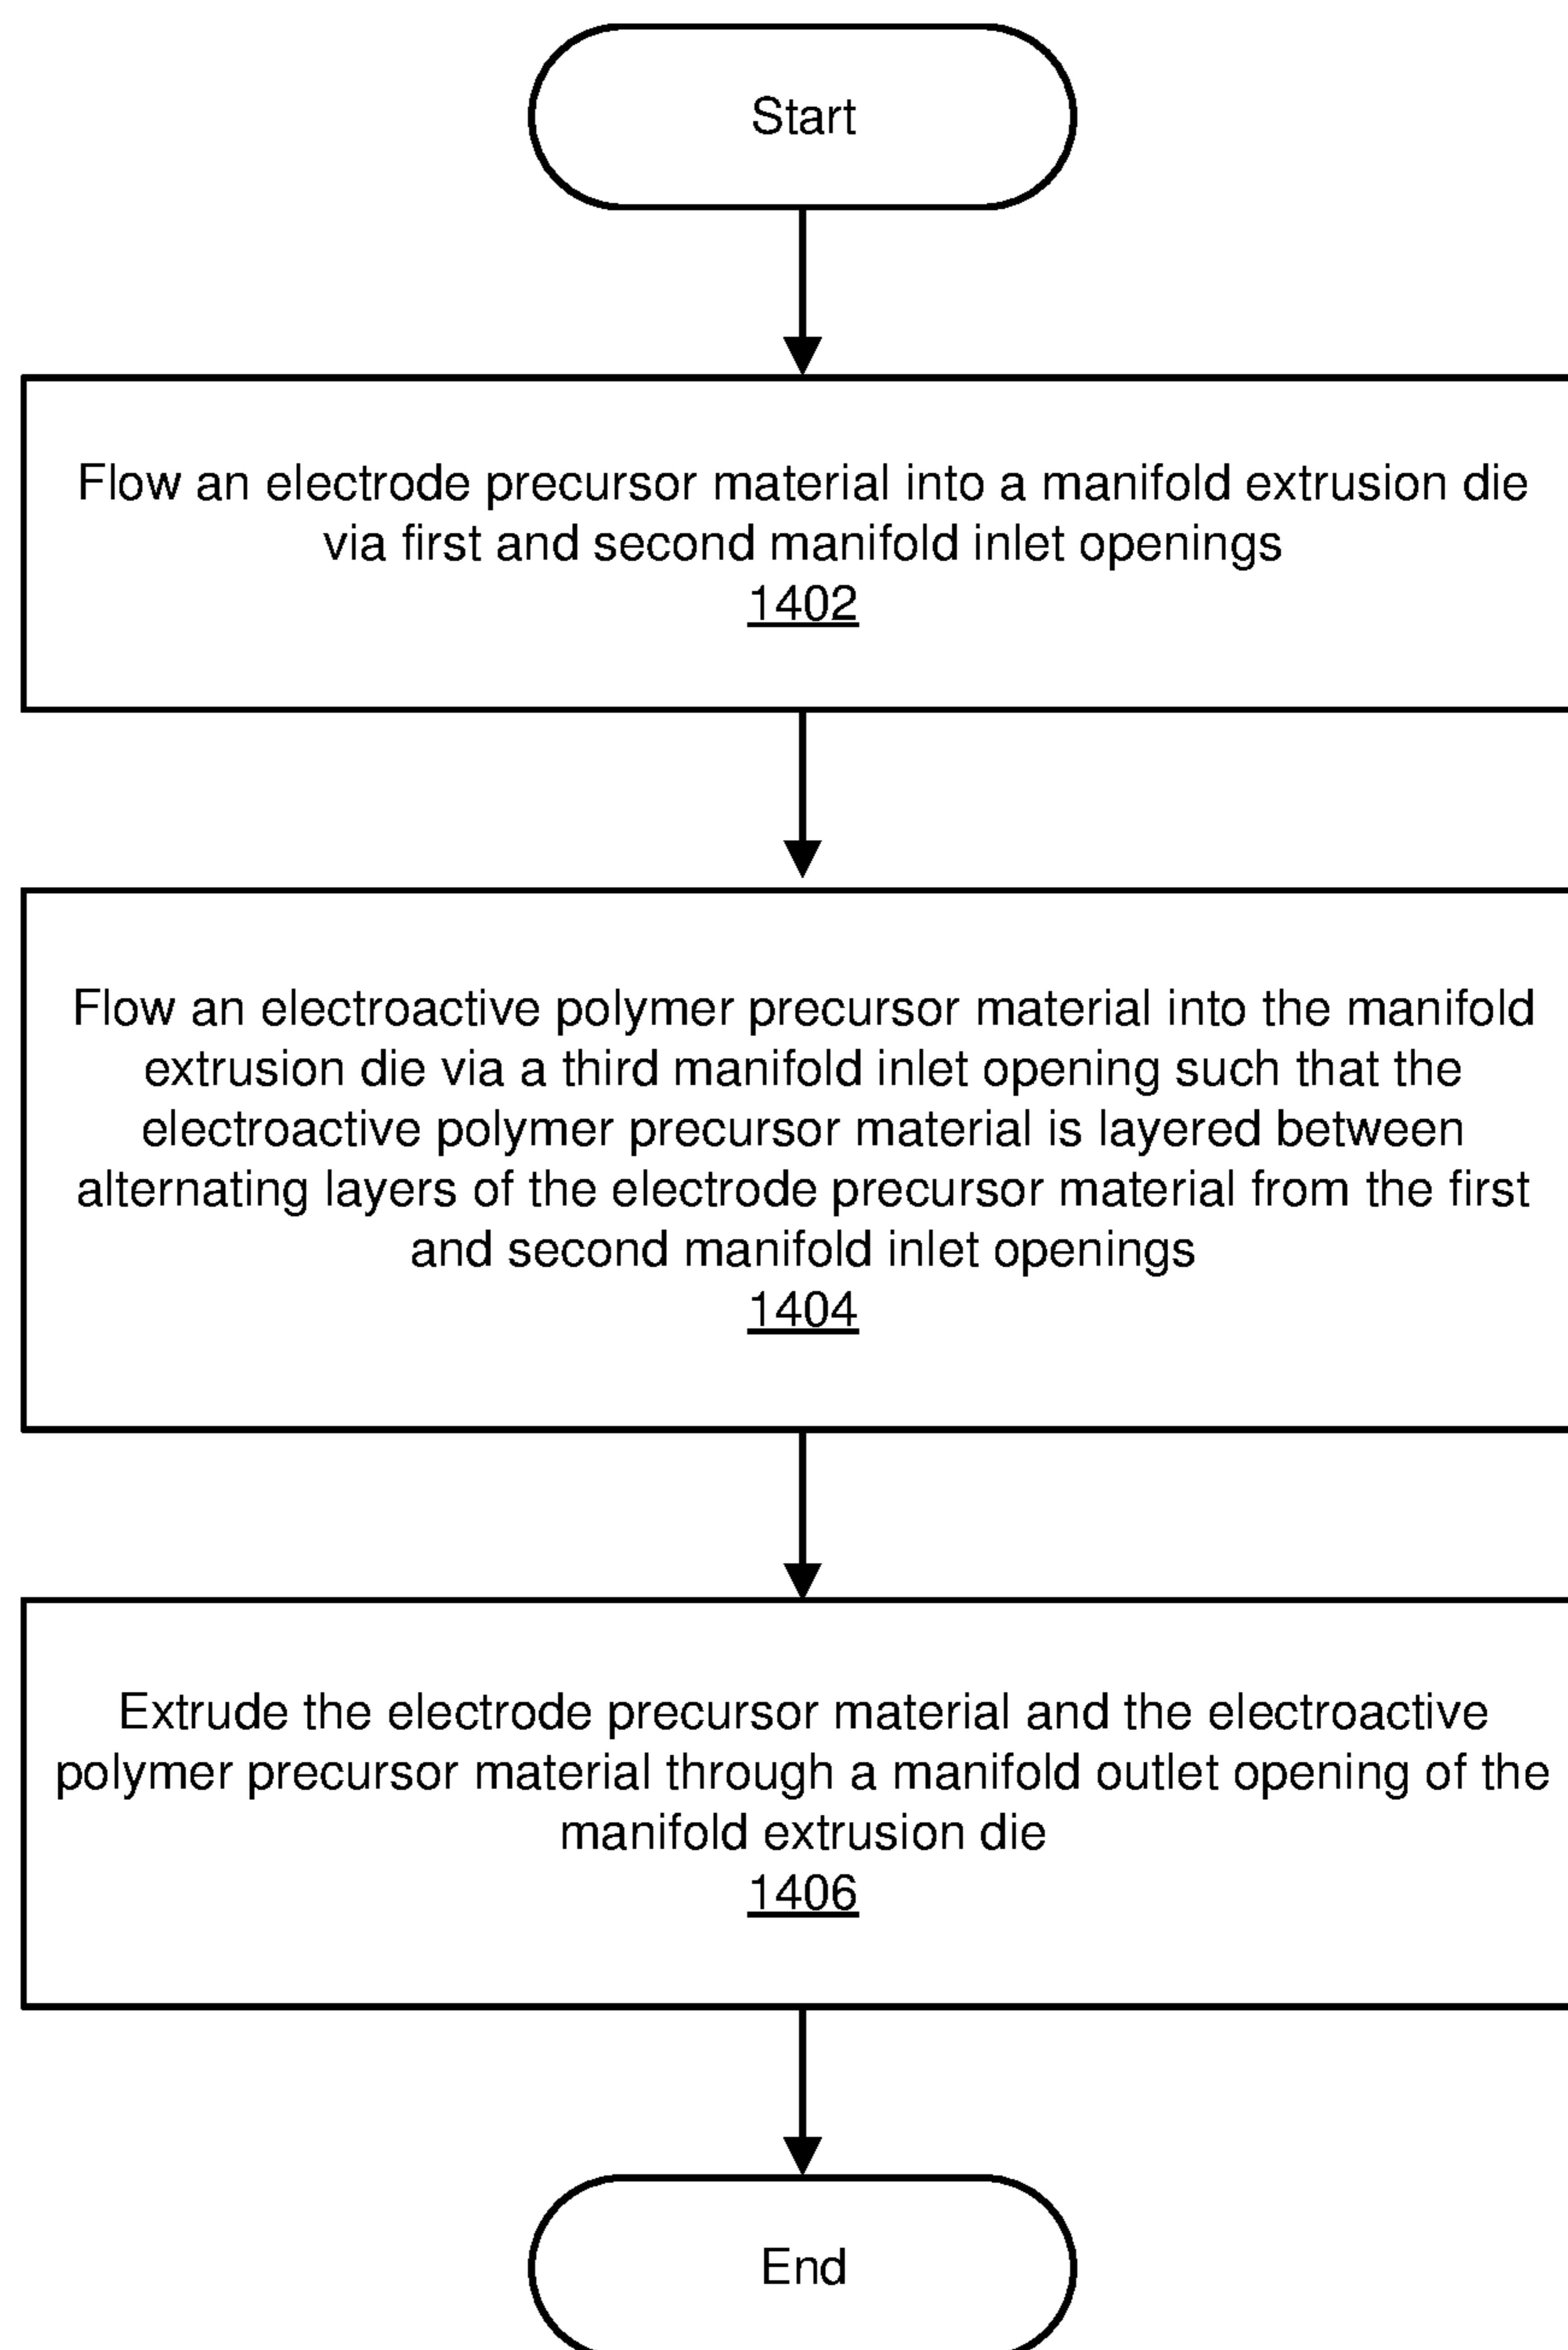 Start
Flow an electrode precursor material into a manifold extrusion die
via first and second manifold inlet openings
1402
Flow an electroactive polymer precursor material into the manifold
extrusion die via a third manifold inlet opening such that the
electroactive polymer precursor material is layered between
alternating layers of the electrode precursor material from the first
and second manifold inlet openings
1404
Extrude the electrode precursor material and the electroactive
polymer precursor material through a manifold outlet opening of the
manifold extrusion die
1406
End